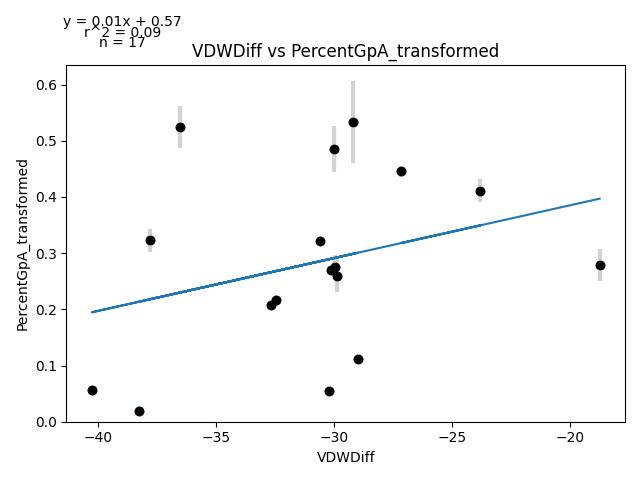 y = 0.01x + 0.57
r^2 = 0.09
n = 17
VDWDiff vs PercentGpA_transformed
PercentGpA_transformed
0.6
0.5
0.4
0.3
0.2
0.1
0.0
−40
−35
−30
−25
−20
VDWDiff